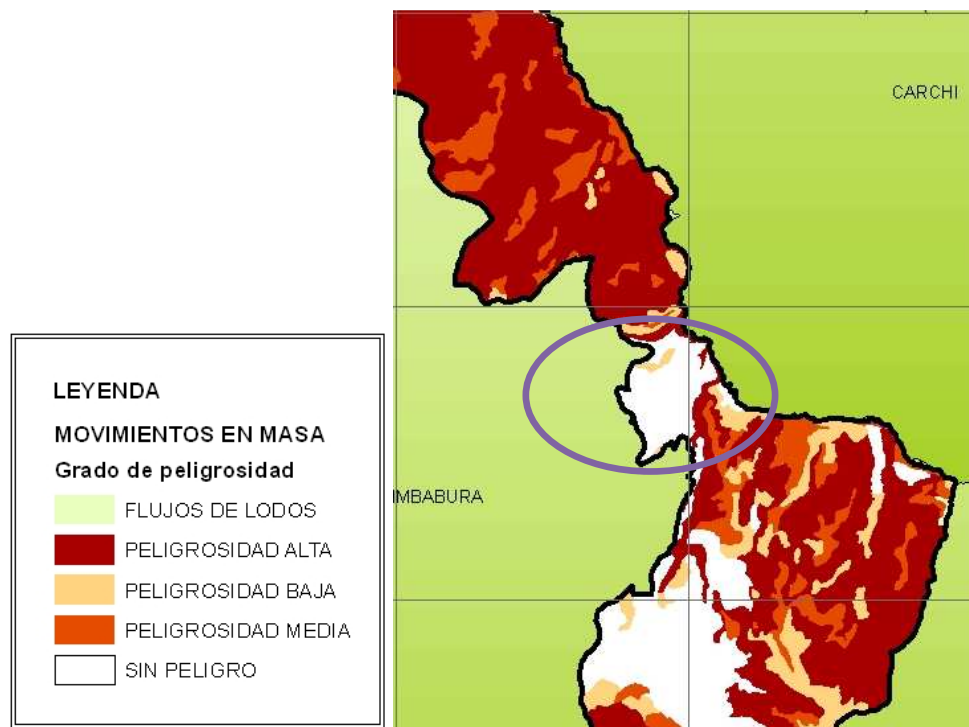 CARCHI
IMBABURA
LEYENDA
MOVIMIENTOS EN MASA
Grado de peligrosidad
FLUJOS DE LODOS
PELIGROSIDAD ALTA
PELIGROSIDAD BAJA
PELIGROSIDAD MEDIA
SIN PELIGRO